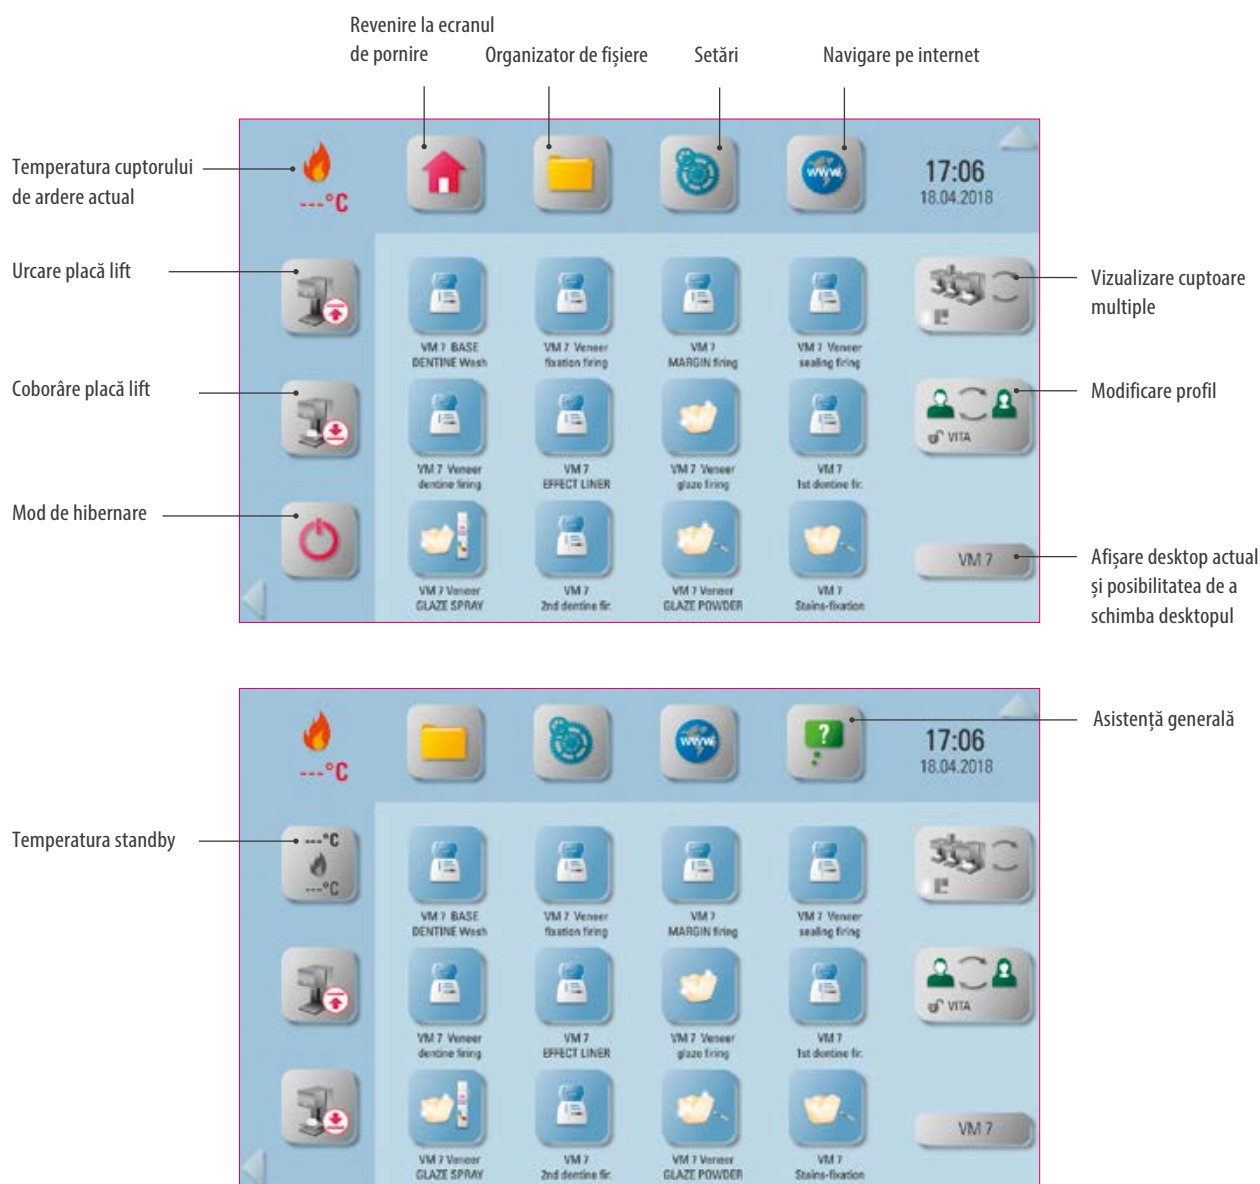 Revenire la ecranul
de pornire
Organizator de fișiere
Setări
Navigare pe internet
Temperatura cuptorului
de ardere actual
---°C
www
17:06
18.04.2018
Urcare placă lift
VM 7 BASE
DENTINE Wash
VM 7 Veneer
fixation firing
VM 7
MARGIN firing
VM 7 Veneer
sealing firing
Vizualizare cuptoare
multiple
Coborâre placă lift
VM 7 Veneer
dentine firing
VM 7
EFFECT LINER
VM 7 Veneer
glaze firing
VM 7
1st dentine fir.
VITA
Modificare profil
Mod de hibernare
VM 7 Veneer
GLAZE SPRAY
VM 7
2nd dentine fir.
VM 7 Veneer
GLAZE POWDER
VM 7
Stains-fixation
VM 7
Afișare desktop actual
și posibilitatea de a
schimba desktopul
---°C
www
?
17:06
18.04.2018
Asistență generală
Temperatura standby
---°C
---°C
VM 7 BASE
DENTINE Wash
VM 7 Veneer
fixation firing
VM 7
MARGIN firing
VM 7 Veneer
sealing firing
VM 7 Veneer
dentine firing
VM 7
EFFECT LINER
VM 7 Veneer
glaze firing
VM 7
1st dentine fir.
VITA
VM 7 Veneer
GLAZE SPRAY
VM 7
2nd dentine fir.
VM 7 Veneer
GLAZE POWDER
VM 7
Stains-fixation
VM 7